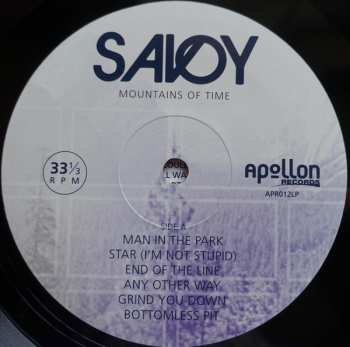 SAVOY
MOUNTAINS OF TIME
33⅓
RPM
Apollon
RECORDS
APR012LP
SIDE A
MAN IN THE PARK
STAR (I'M NOT STUPID)
END OF THE LINE
ANY OTHER WAY
GRIND YOU DOWN
BOTTOMLESS PIT